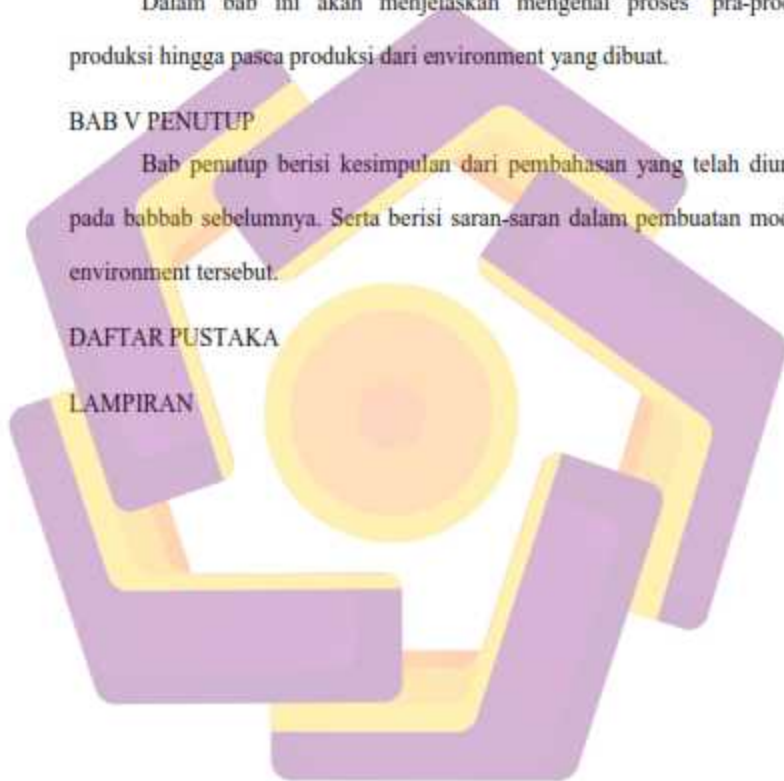 Dalam bab ini akan menjelaskan mengenai proses pra-pro
produksi hingga pasca produksi dari environment yang dibuat.
BAB V PENUTUP
Bab penutup berisi kesimpulan dari pembahasan yang telah diu
pada babbab sebelumnya. Serta berisi saran-saran dalam pembuatan mo
environment tersebut.
DAFTAR PUSTAKA
LAMPIRAN